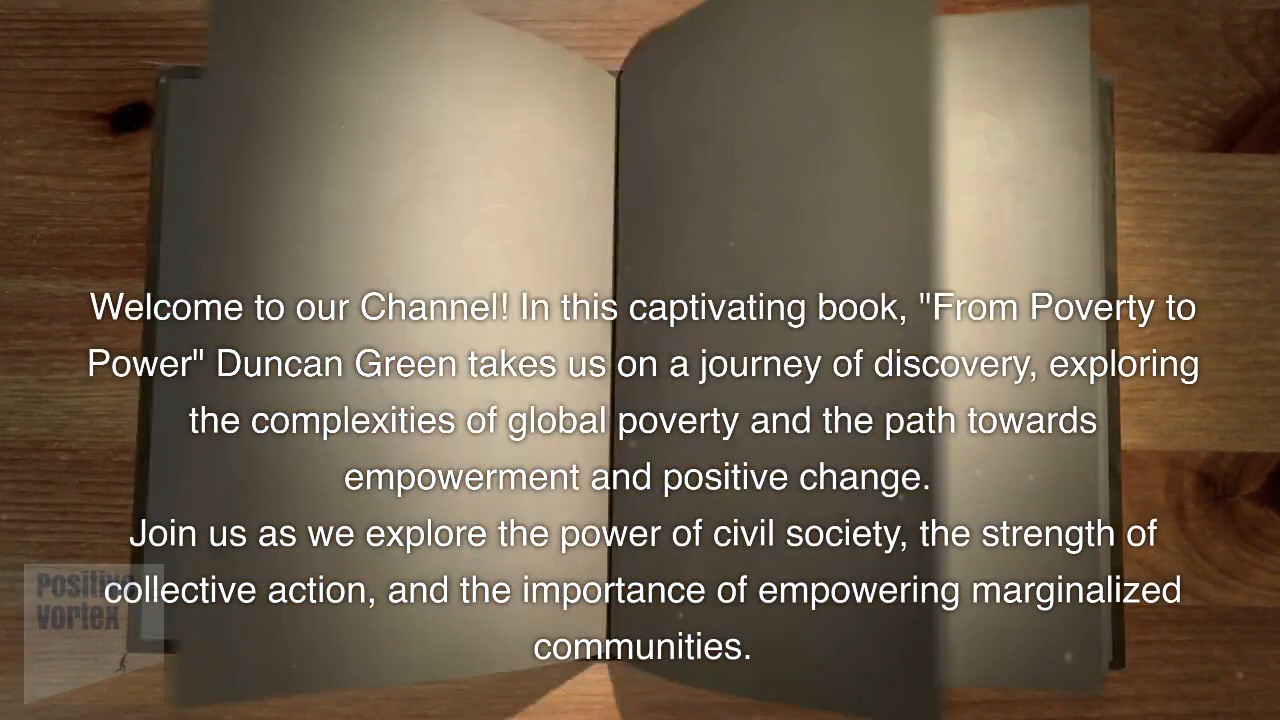 Welcome to our Channel! In this captivating book, "From Poverty to
Power" Duncan Green takes us on a journey of discovery, exploring
the complexities of global poverty and the path towards
empowerment and positive change.
Join us as we explore the power of civil society, the strength of
collective action, and the importance of empowering marginalized
communities.
Positive
Vortex